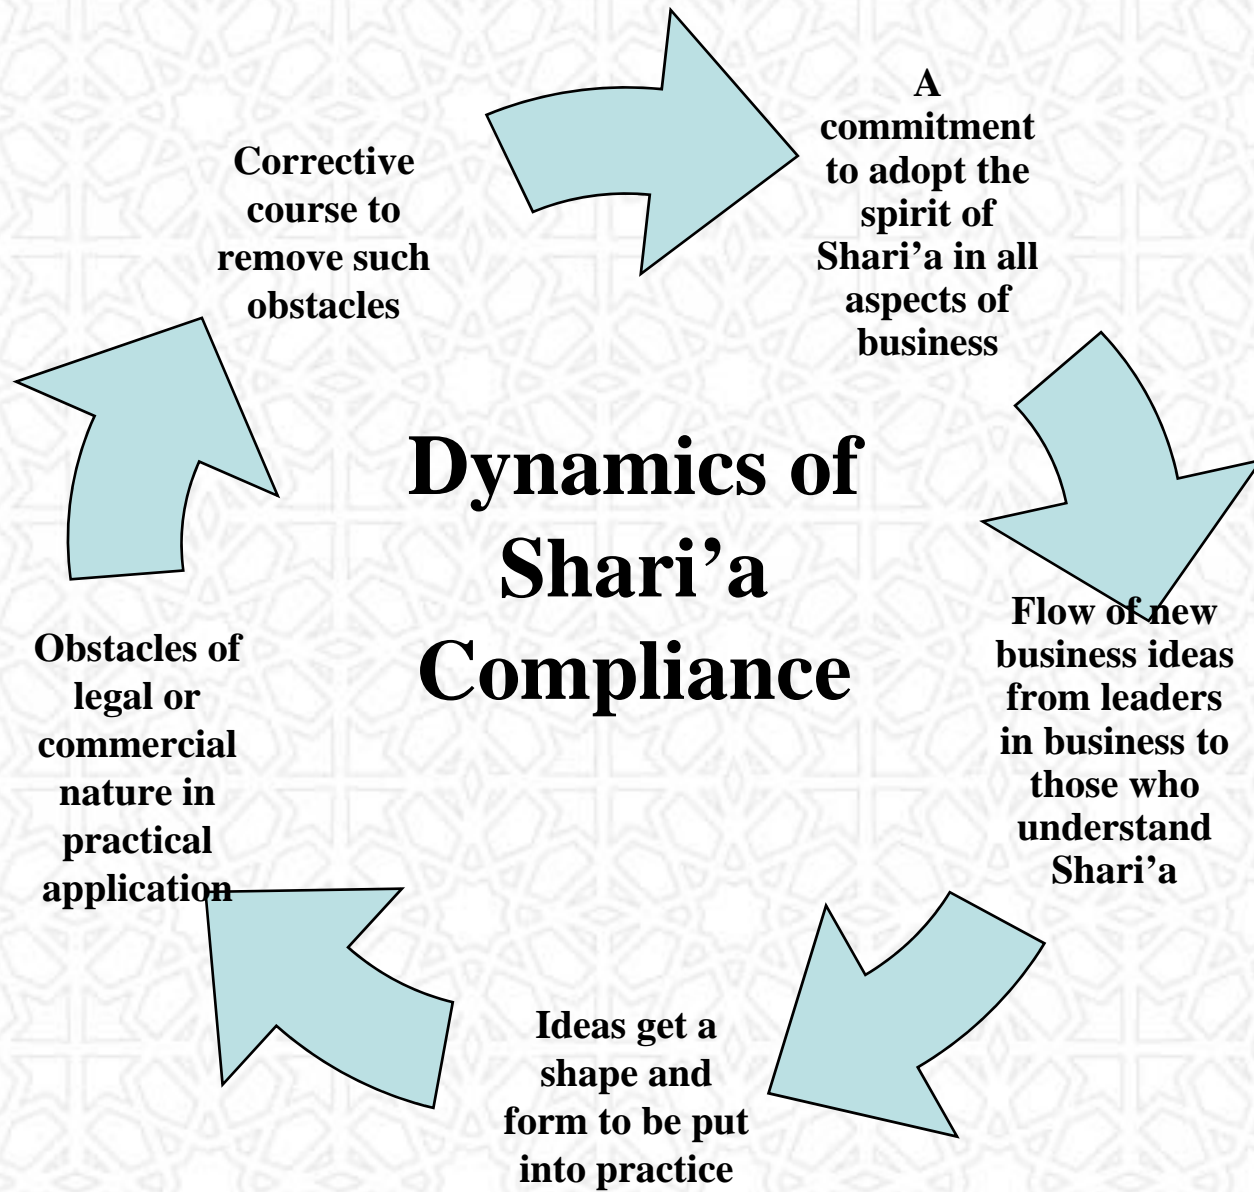 Dynamics of
Shari’a
Compliance
A
commitment
to adopt the
spirit of
Shari’a in all
aspects of
business
Flow of new
business ideas
from leaders
in business to
those who
understand
Shari’a
Ideas get a
shape and
form to be put
into practice
Obstacles of
legal or
commercial
nature in
practical
application
Corrective
course to
remove such
obstacles